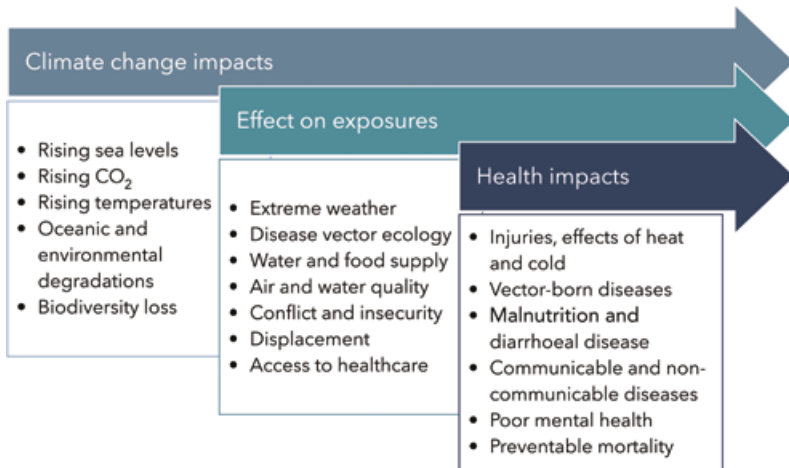 Climate change impacts
• Rising sea levels
• Rising CO₂
• Rising temperatures
• Oceanic and
environmental
degradations
• Biodiversity loss
Effect on exposures
• Extreme weather
• Disease vector ecology
• Water and food supply
• Air and water quality
• Conflict and insecurity
• Displacement
• Access to healthcare
Health impacts
• Injuries, effects of heat
and cold
• Vector-born diseases
• Malnutrition and
diarrhoeal disease
• Communicable and non-
communicable diseases
• Poor mental health
• Preventable mortality